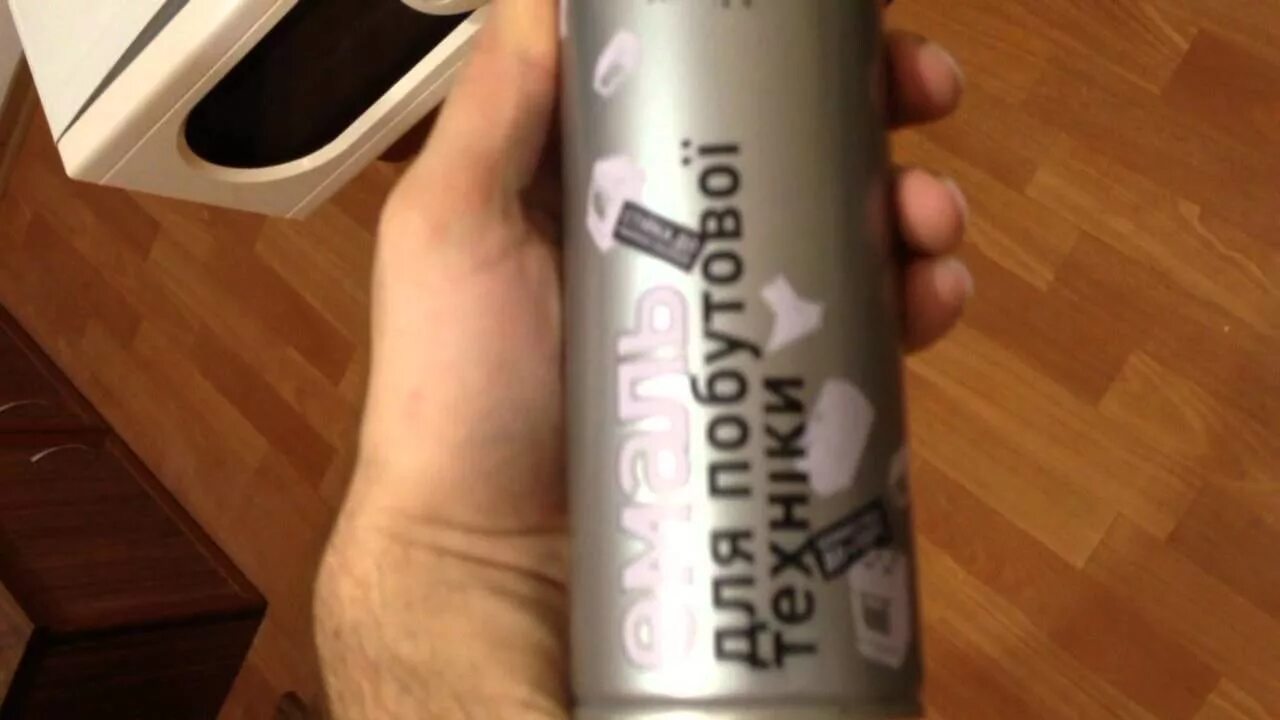 емаль
для побутової
техніки